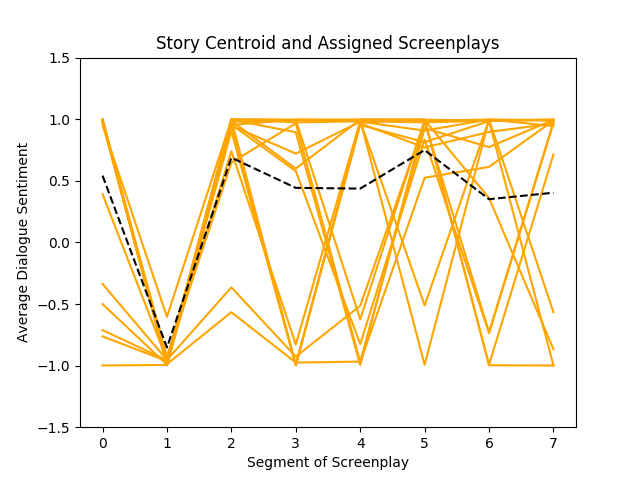 Story Centroid and Assigned Screenplays
1.5
1.0
0.5
0.0
−0.5
−1.0
−1.5
Average Dialogue Sentiment
0 1 2 3 4 5 6 7
Segment of Screenplay